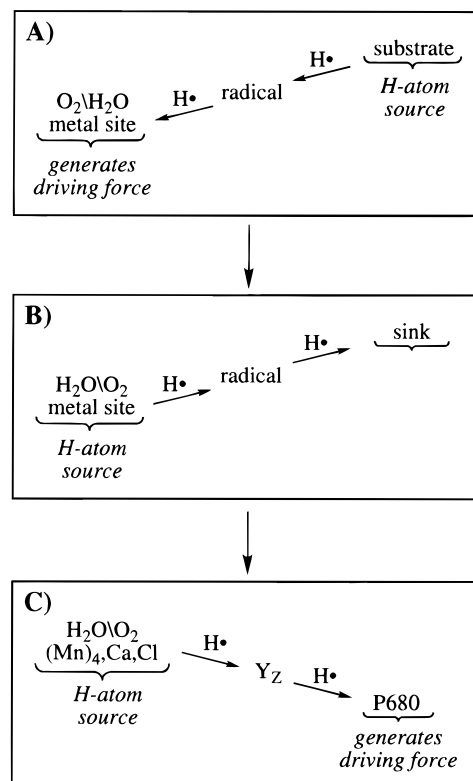 A)
substrate
H•
H-atom
source
radical
H•
O₂\H₂O
metal site
generates
driving force
B)
sink
H•
radical
H₂O\O₂
H•
metal site
H-atom
source
C)
H₂O\O₂
(Mn)₄,Ca,Cl
H•
H-atom
source
Y_Z
H•
P680
generates
driving force